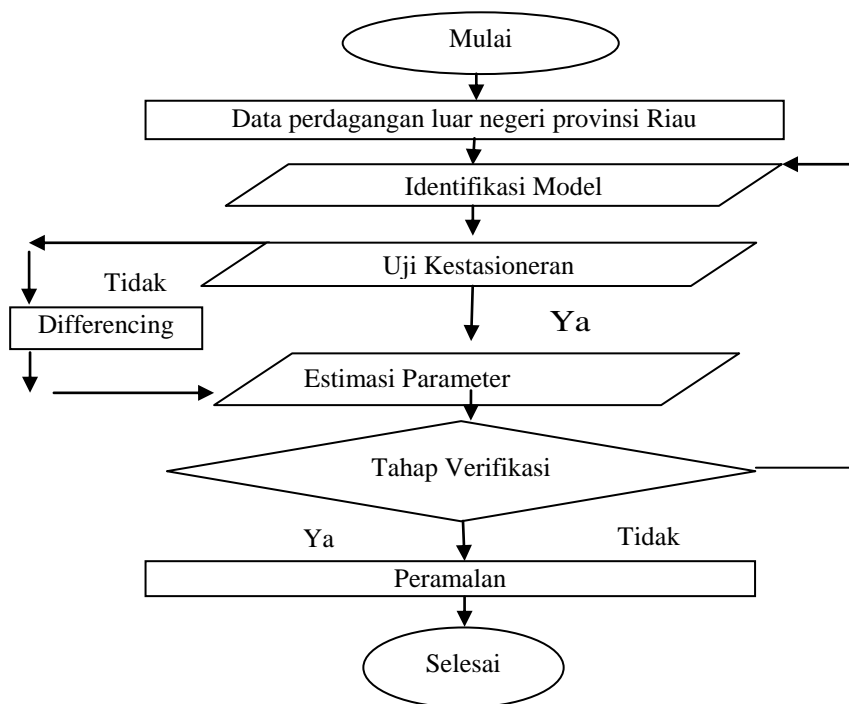 Mulai
Data perdagangan luar negeri provinsi Riau
Identifikasi Model
Uji Kestasioneran
Tidak
Differencing
Ya
Estimasi Parameter
Tahap Verifikasi
Ya
Tidak
Peramalan
Selesai